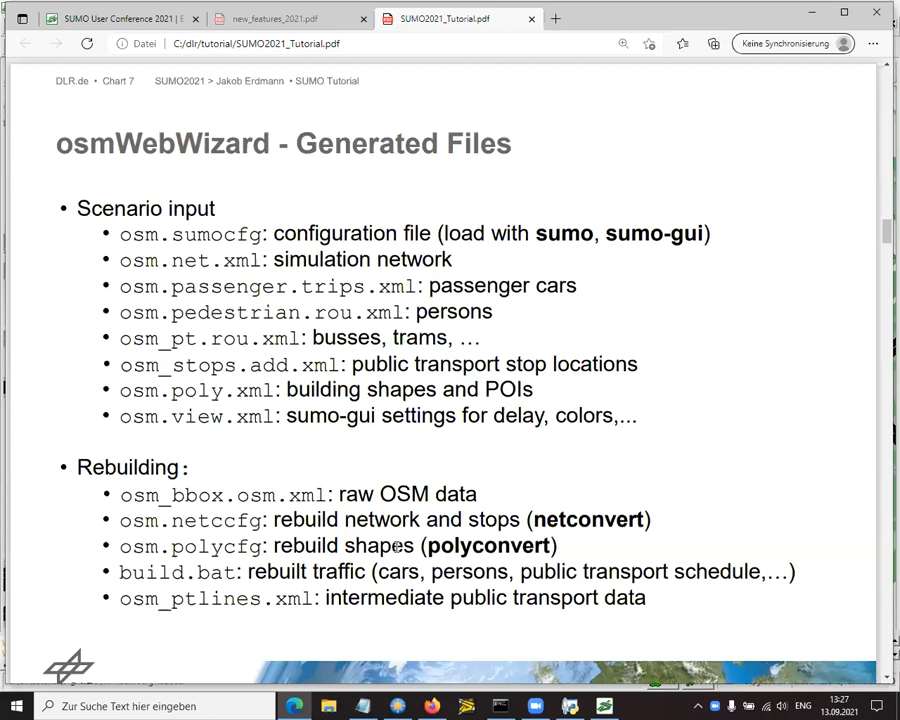 SUMO User Conference 2021 | E
new_features_2021.pdf
SUMO2021_Tutorial.pdf
Datei
C:/dlr/tutorial/SUMO2021_Tutorial.pdf
Keine Synchronisierung
DLR.de • Chart 7 SUMO2021 > Jakob Erdmann • SUMO Tutorial
osmWebWizard - Generated Files
• Scenario input
• osm.sumocfg: configuration file (load with sumo, sumo-gui)
• osm.net.xml: simulation network
• osm.passenger.trips.xml: passenger cars
• osm.pedestrian.rou.xml: persons
• osm_pt.rou.xml: busses, trams, …
• osm_stops.add.xml: public transport stop locations
• osm.poly.xml: building shapes and POIs
• osm.view.xml: sumo-gui settings for delay, colors,...
• Rebuilding:
• osm_bbox.osm.xml: raw OSM data
• osm.netccfg: rebuild network and stops (netconvert)
• osm.polycfg: rebuild shapes (polyconvert)
• build.bat: rebuilt traffic (cars, persons, public transport schedule,…)
• osm_ptlines.xml: intermediate public transport data
Zur Suche Text hier eingeben
13:27
13.09.2021